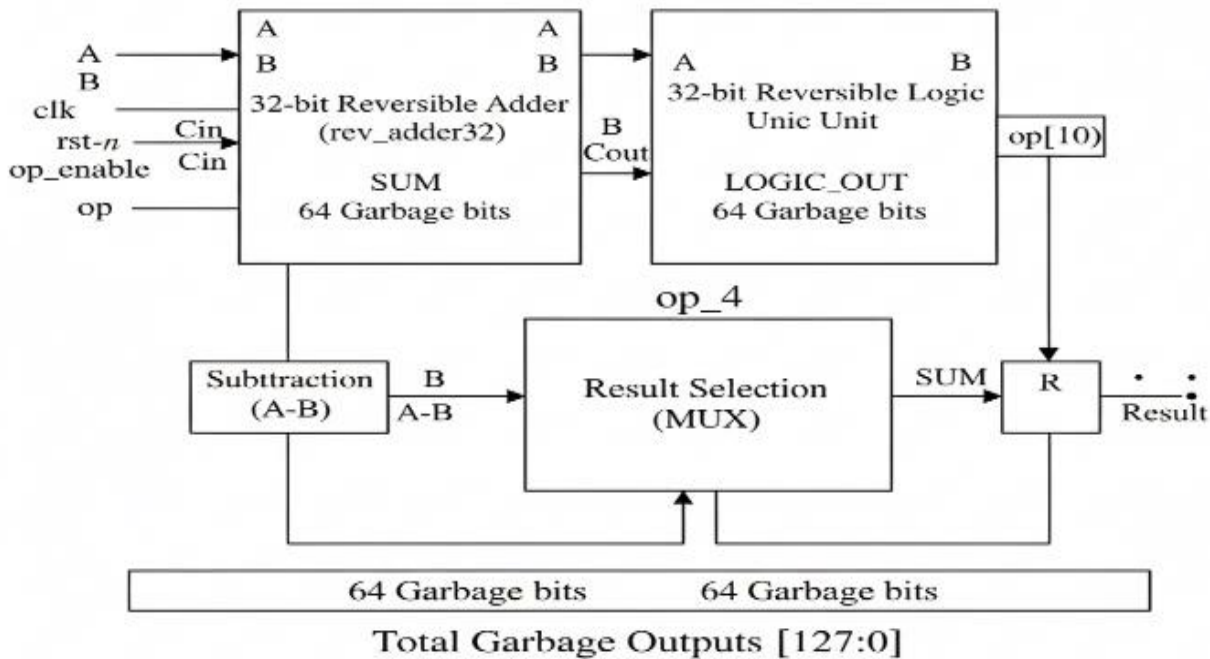 A
B
clk
rst-n
op_enable
op
Cin
Cin
A A
B B
32-bit Reversible Adder
(rev_adder32)
SUM
64 Garbage bits
B
Cout
A B
32-bit Reversible Logic
Unic Unit
LOGIC_OUT
64 Garbage bits
op[10)
op_4
Subttraction
(A-B)
B
A-B
Result Selection
(MUX)
SUM
R
Result
64 Garbage bits 64 Garbage bits
Total Garbage Outputs [127:0]